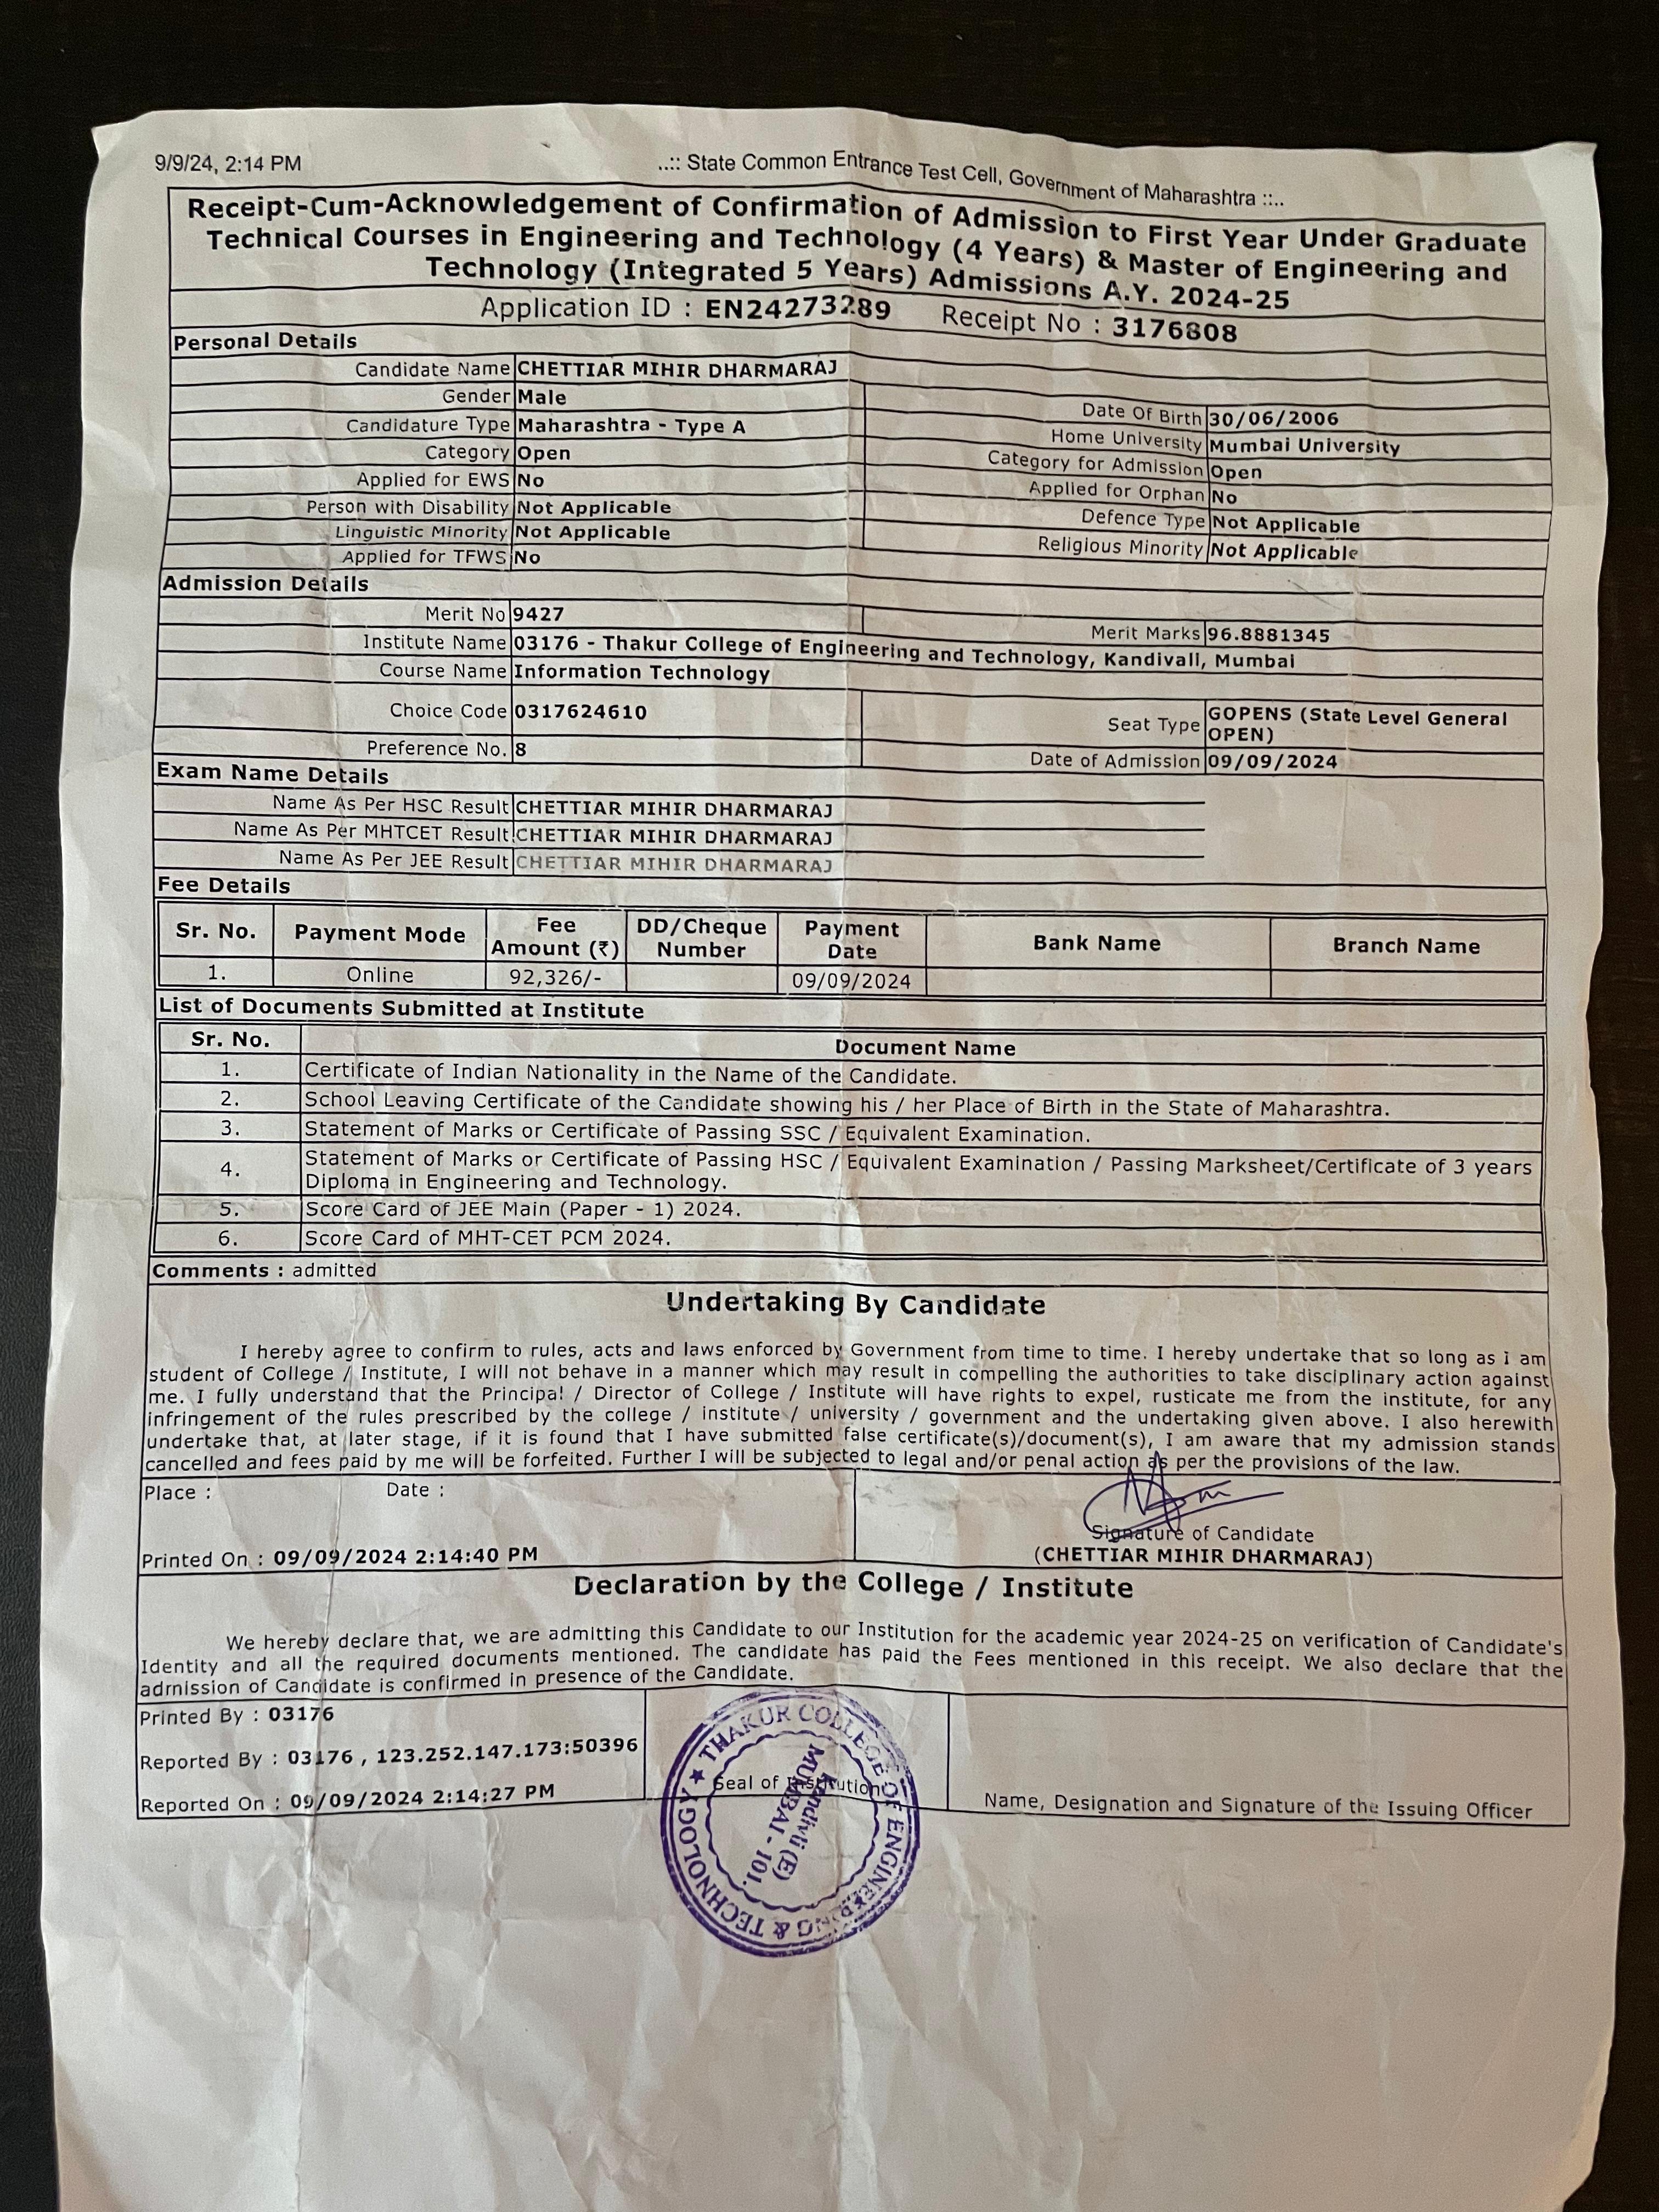 9/9/24, 2:14 PM ..:: State Common Entrance Test Cell, Government of Maharashtra ::..
Receipt-Cum-Acknowledgement of Confirmation of Admission to First Year Under Graduate
Technical Courses in Engineering and Technology (4 Years) & Master of Engineering and
Technology (Integrated 5 Years) Admissions A.Y. 2024-25
Application ID : EN24273289 Receipt No : 3176808
Personal Details
Candidate Name CHETTIAR MIHIR DHARMARAJ
Gender Male Date Of Birth 30/06/2006
Candidature Type Maharashtra - Type A Home University Mumbai University
Category Open Category for Admission Open
Applied for EWS No Applied for Orphan No
Person with Disability Not Applicable Defence Type Not Applicable
Linguistic Minority Not Applicable Religious Minority Not Applicable
Applied for TFWS No
Admission Details
Merit No 9427 Merit Marks 96.8881345
Institute Name 03176 - Thakur College of Engineering and Technology, Kandivali, Mumbai
Course Name Information Technology
Choice Code 0317624610 Seat Type GOPENS (State Level General
OPEN)
Preference No. 8 Date of Admission 09/09/2024
Exam Name Details
Name As Per HSC Result CHETTIAR MIHIR DHARMARAJ
Name As Per MHTCET Result CHETTIAR MIHIR DHARMARAJ
Name As Per JEE Result CHETTIAR MIHIR DHARMARAJ
Fee Details
Sr. No. Payment Mode Fee Amount (₹) DD/Cheque Number Payment Date Bank Name Branch Name
1. Online 92,326/- 09/09/2024
List of Documents Submitted at Institute
Sr. No. Document Name
1. Certificate of Indian Nationality in the Name of the Candidate.
2. School Leaving Certificate of the Candidate showing his / her Place of Birth in the State of Maharashtra.
3. Statement of Marks or Certificate of Passing SSC / Equivalent Examination.
4. Statement of Marks or Certificate of Passing HSC / Equivalent Examination / Passing Marksheet/Certificate of 3 years
Diploma in Engineering and Technology.
5. Score Card of JEE Main (Paper - 1) 2024.
6. Score Card of MHT-CET PCM 2024.
Comments : admitted
Undertaking By Candidate
I hereby agree to confirm to rules, acts and laws enforced by Government from time to time. I hereby undertake that so long as i am
student of College / Institute, I will not behave in a manner which may result in compelling the authorities to take disciplinary action against
me. I fully understand that the Principal / Director of College / Institute will have rights to expel, rusticate me from the institute, for any
infringement of the rules prescribed by the college / institute / university / government and the undertaking given above. I also herewith
undertake that, at later stage, if it is found that I have submitted false certificate(s)/document(s), I am aware that my admission stands
cancelled and fees paid by me will be forfeited. Further I will be subjected to legal and/or penal action as per the provisions of the law.
Place : Date :
Signature of Candidate
Printed On : 09/09/2024 2:14:40 PM (CHETTIAR MIHIR DHARMARAJ)
Declaration by the College / Institute
We hereby declare that, we are admitting this Candidate to our Institution for the academic year 2024-25 on verification of Candidate's
Identity and all the required documents mentioned. The candidate has paid the Fees mentioned in this receipt. We also declare that the
admission of Candidate is confirmed in presence of the Candidate.
Printed By : 03176
Reported By : 03176 , 123.252.147.173:50396
Reported On : 09/09/2024 2:14:27 PM
Seal of Institution
Name, Designation and Signature of the Issuing Officer
★ THAKUR COLLEGE OF ENGINEERING & TECHNOLOGY
Kandivli (E)
MUMBAI - 101.